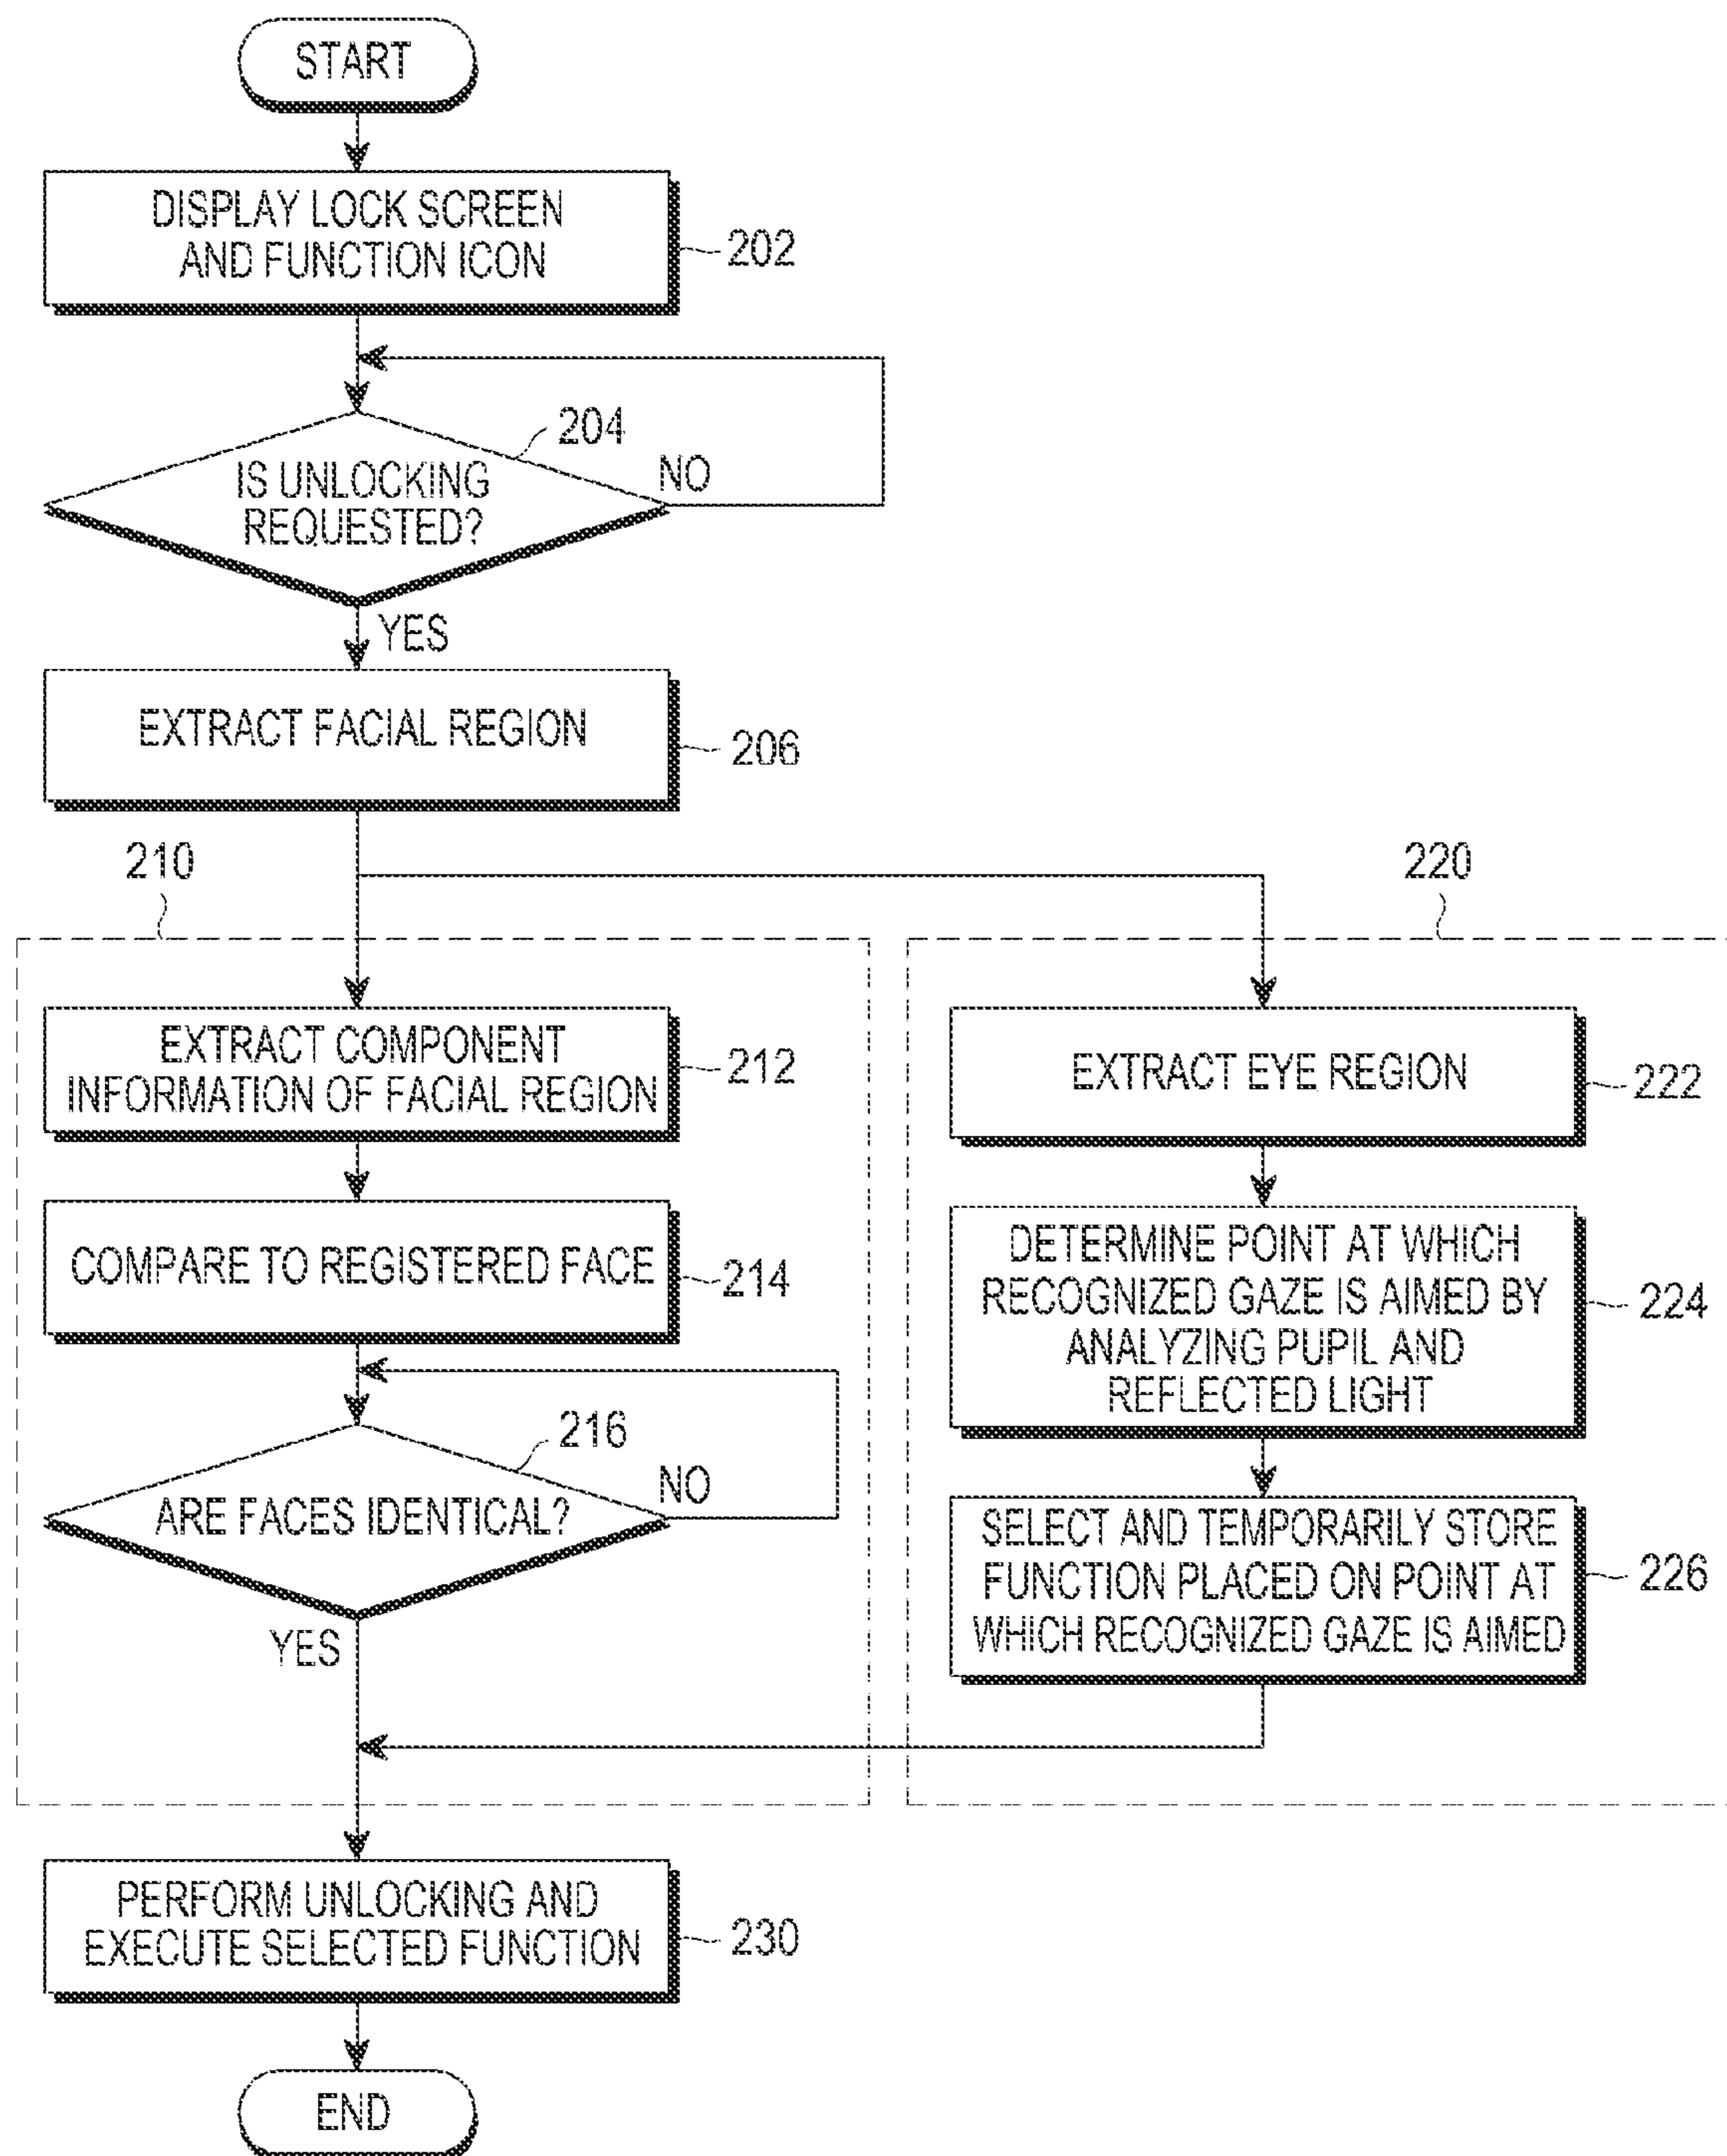 START
DISPLAY LOCK SCREEN
AND FUNCTION ICON
202
204
IS UNLOCKING
REQUESTED?
NO
YES
EXTRACT FACIAL REGION
206
210
220
EXTRACT COMPONENT
INFORMATION OF FACIAL REGION
212
EXTRACT EYE REGION
222
COMPARE TO REGISTERED FACE
214
DETERMINE POINT AT WHICH
RECOGNIZED GAZE IS AIMED BY
ANALYZING PUPIL AND
REFLECTED LIGHT
224
216
ARE FACES IDENTICAL?
NO
YES
SELECT AND TEMPORARILY STORE
FUNCTION PLACED ON POINT AT
WHICH RECOGNIZED GAZE IS AIMED
226
PERFORM UNLOCKING AND
EXECUTE SELECTED FUNCTION
230
END